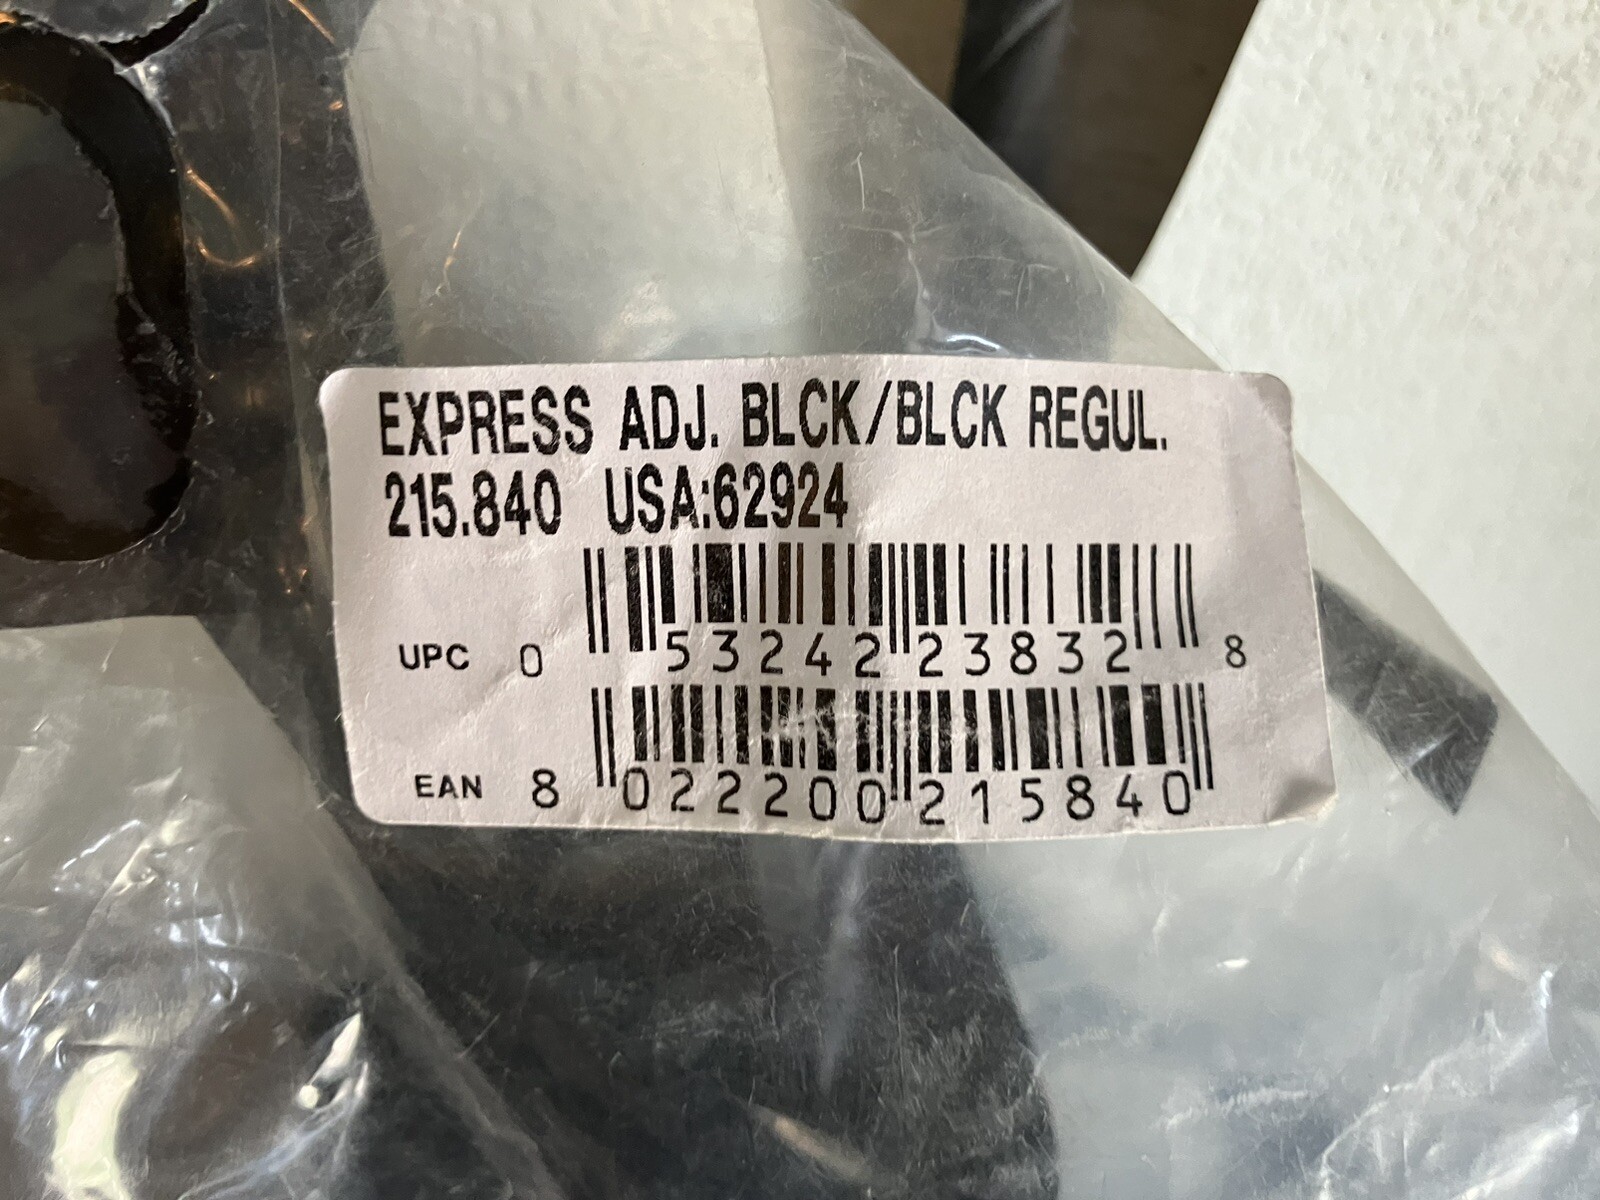 EXPRESS ADJ. BLCK/BLCK REGUL.
215.840 USA:62924
UPC 0 53242 23832 8
EAN 8 022200 215840